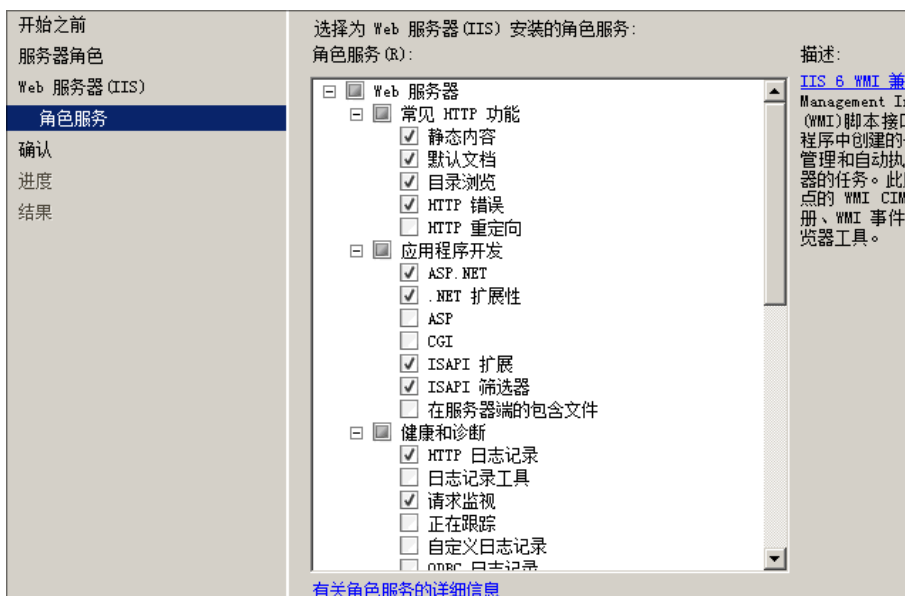 开始之前
服务器角色
Web 服务器(IIS)
角色服务
确认
进度
结果
选择为 Web 服务器(IIS) 安装的角色服务:
角色服务(R):
Web 服务器
常见 HTTP 功能
静态内容
默认文档
目录浏览
HTTP 错误
HTTP 重定向
应用程序开发
ASP.NET
.NET 扩展性
ASP
CGI
ISAPI 扩展
ISAPI 筛选器
在服务器端的包含文件
健康和诊断
HTTP 日志记录
日志记录工具
请求监视
正在跟踪
自定义日志记录
ODBC 日志记录
有关角色服务的详细信息
描述:
IIS 6 WMI 兼
Management I
(WMI)脚本接口
程序中创建的
管理和自动执
器的任务。此
点的 WMI CIM
册、WMI 事件
览器工具。